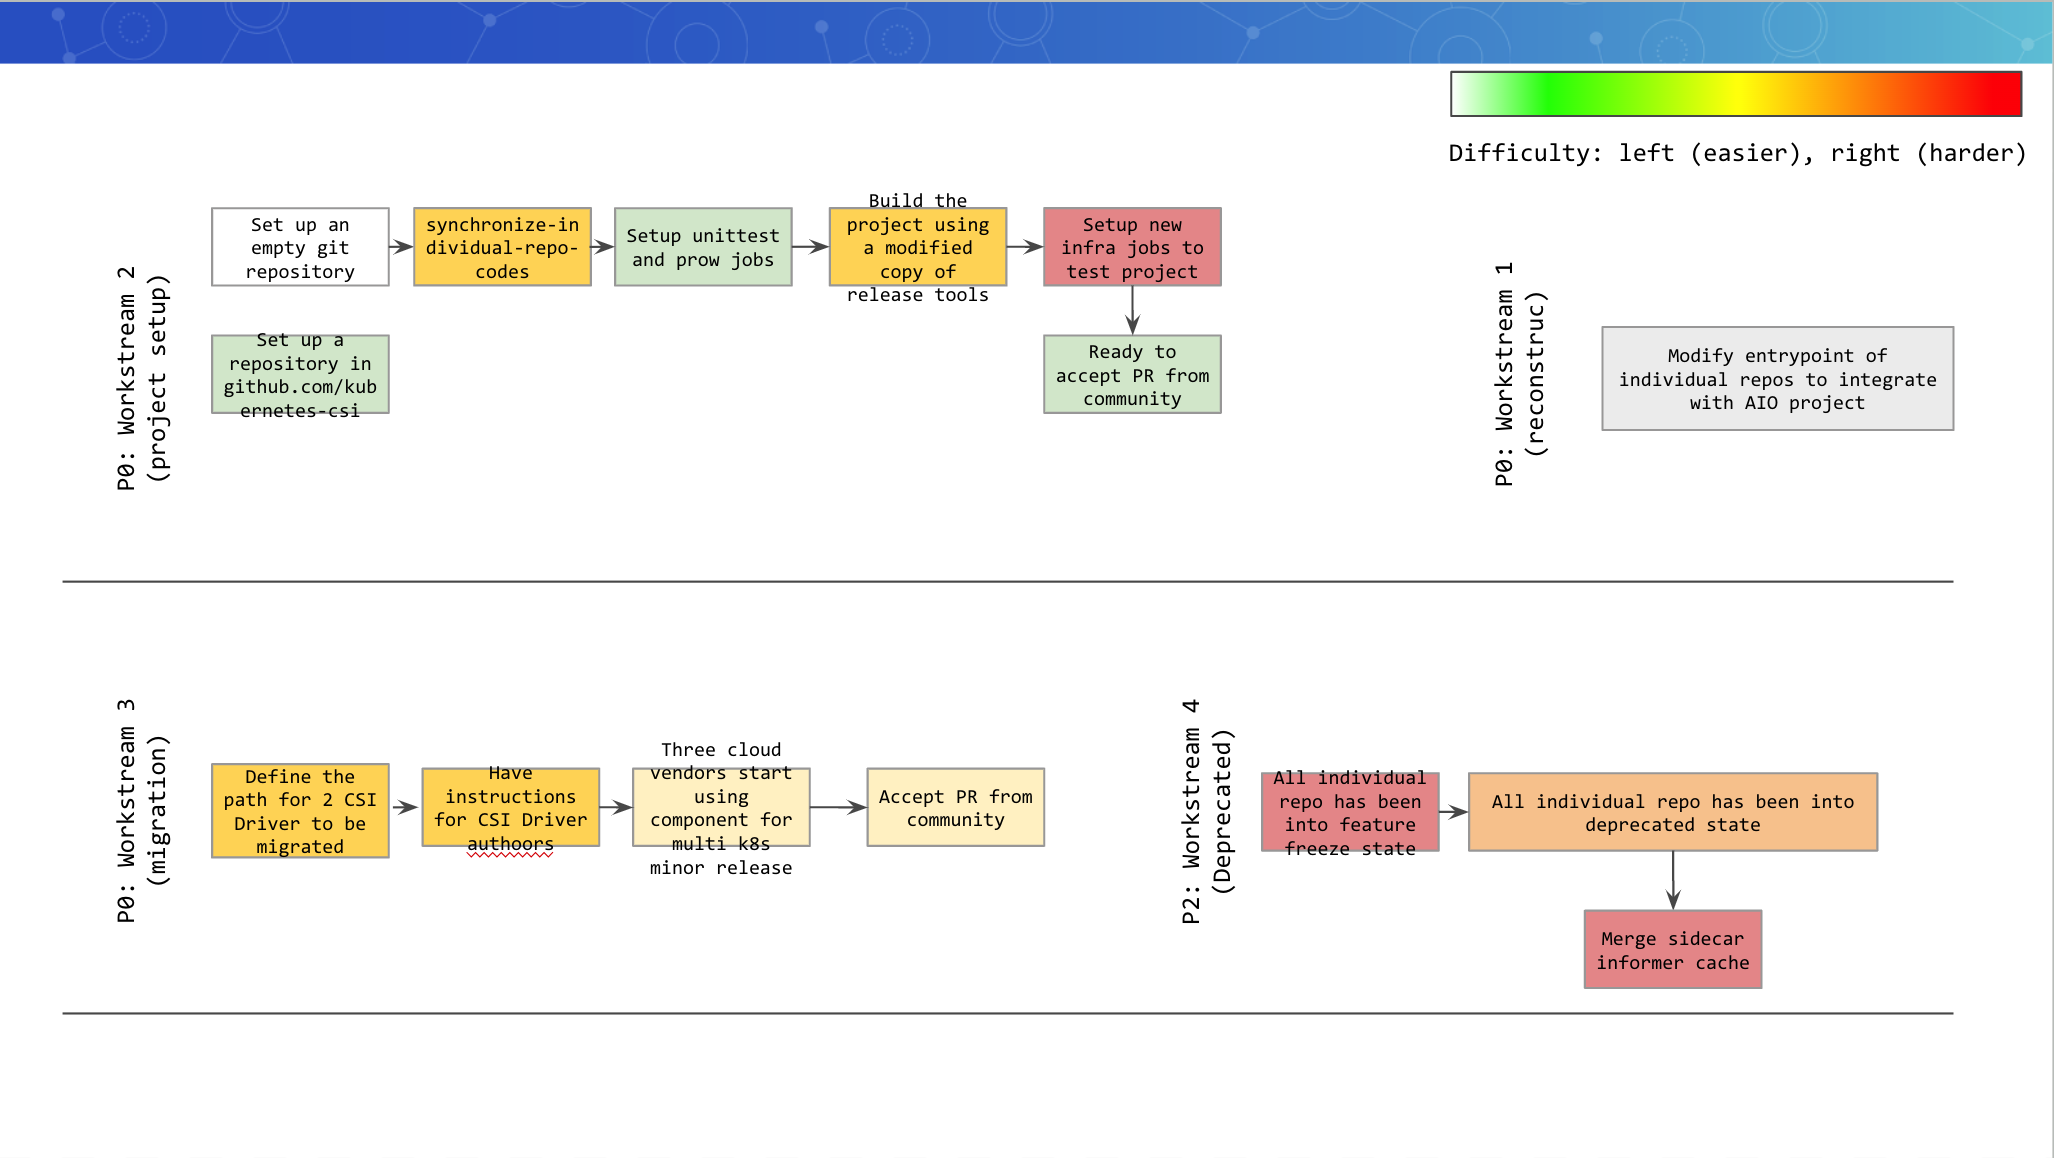 Difficulty: left (easier), right (harder)
P0: Workstream 2
(project setup)
Set up an
empty git
repository
synchronize-in
dividual-repo-
codes
Setup unittest
and prow jobs
Build the
project using
a modified
copy of
release tools
Setup new
infra jobs to
test project
Set up a
repository in
github.com/kub
ernetes-csi
Ready to
accept PR from
community
P0: Workstream 1
(reconstruc)
Modify entrypoint of
individual repos to integrate
with AIO project
P0: Workstream 3
(migration)
Define the
path for 2 CSI
Driver to be
migrated
Have
instructions
for CSI Driver
authoors
Three cloud
vendors start
using
component for
multi k8s
minor release
Accept PR from
community
P2: Workstream 4
(Deprecated)
All individual
repo has been
into feature
freeze state
All individual repo has been into
deprecated state
Merge sidecar
informer cache